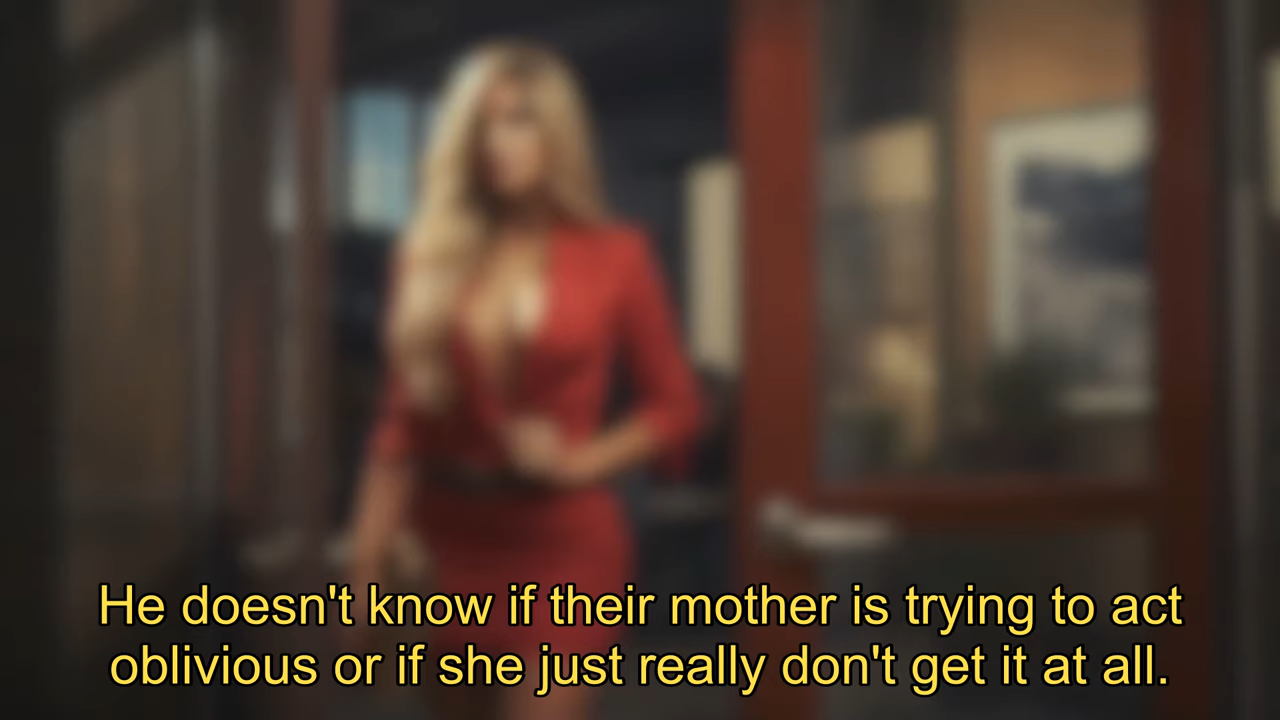 He doesn't know if their mother is trying to act
oblivious or if she just really don't get it at all.